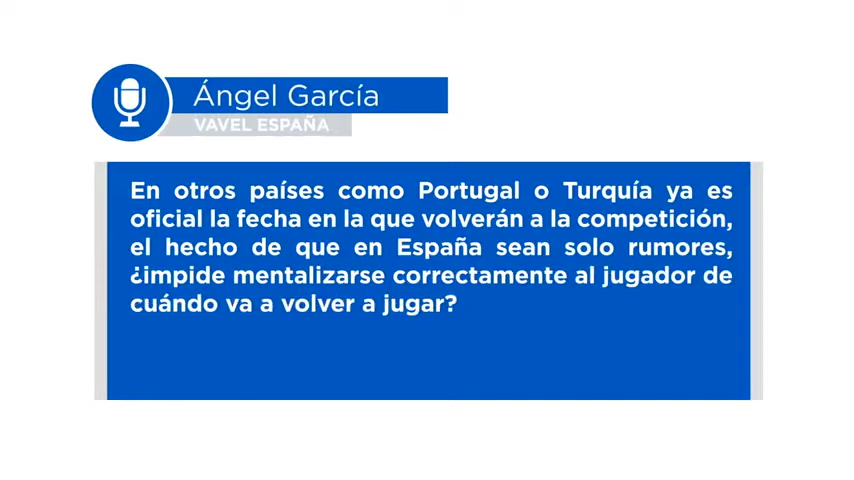 Ángel García
VAVEL ESPAÑA
En otros países como Portugal o Turquía ya es
oficial la fecha en la que volverán a la competición,
el hecho de que en España sean solo rumores,
¿impide mentalizarse correctamente al jugador de
cuándo va a volver a jugar?